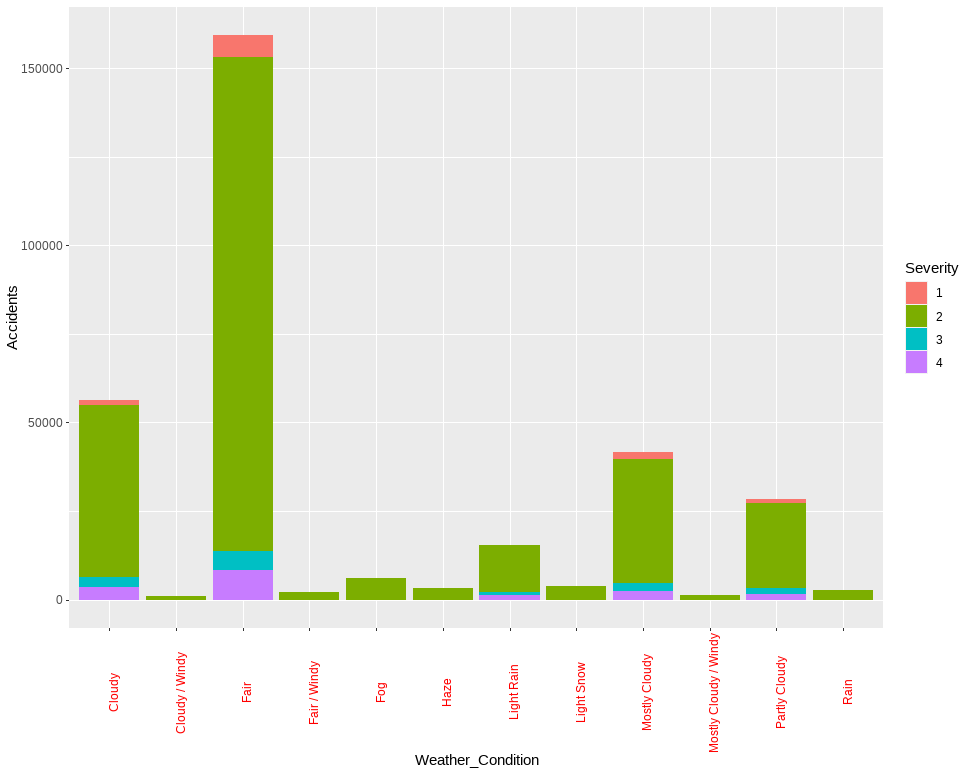 150000
100000
50000
0
Accidents
Cloudy
Cloudy / Windy
Fair
Fair / Windy
Fog
Haze
Light Rain
Light Snow
Mostly Cloudy
Mostly Cloudy / Windy
Partly Cloudy
Rain
Weather_Condition
Severity
1
2
3
4